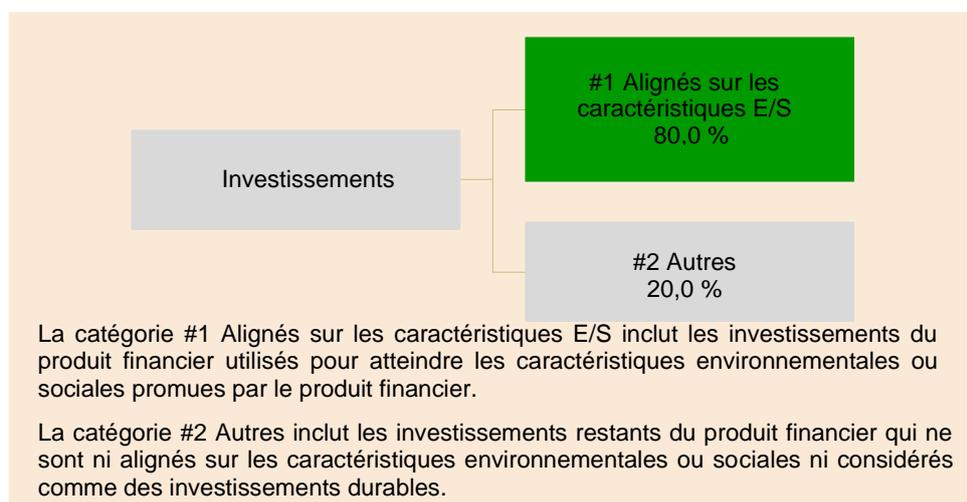 #1 Alignés sur les
caractéristiques E/S
80,0 %
Investissements
#2 Autres
20,0 %
La catégorie #1 Alignés sur les caractéristiques E/S inclut les investissements du
produit financier utilisés pour atteindre les caractéristiques environnementales ou
sociales promues par le produit financier.
La catégorie #2 Autres inclut les investissements restants du produit financier qui ne
sont ni alignés sur les caractéristiques environnementales ou sociales ni considérés
comme des investissements durables.